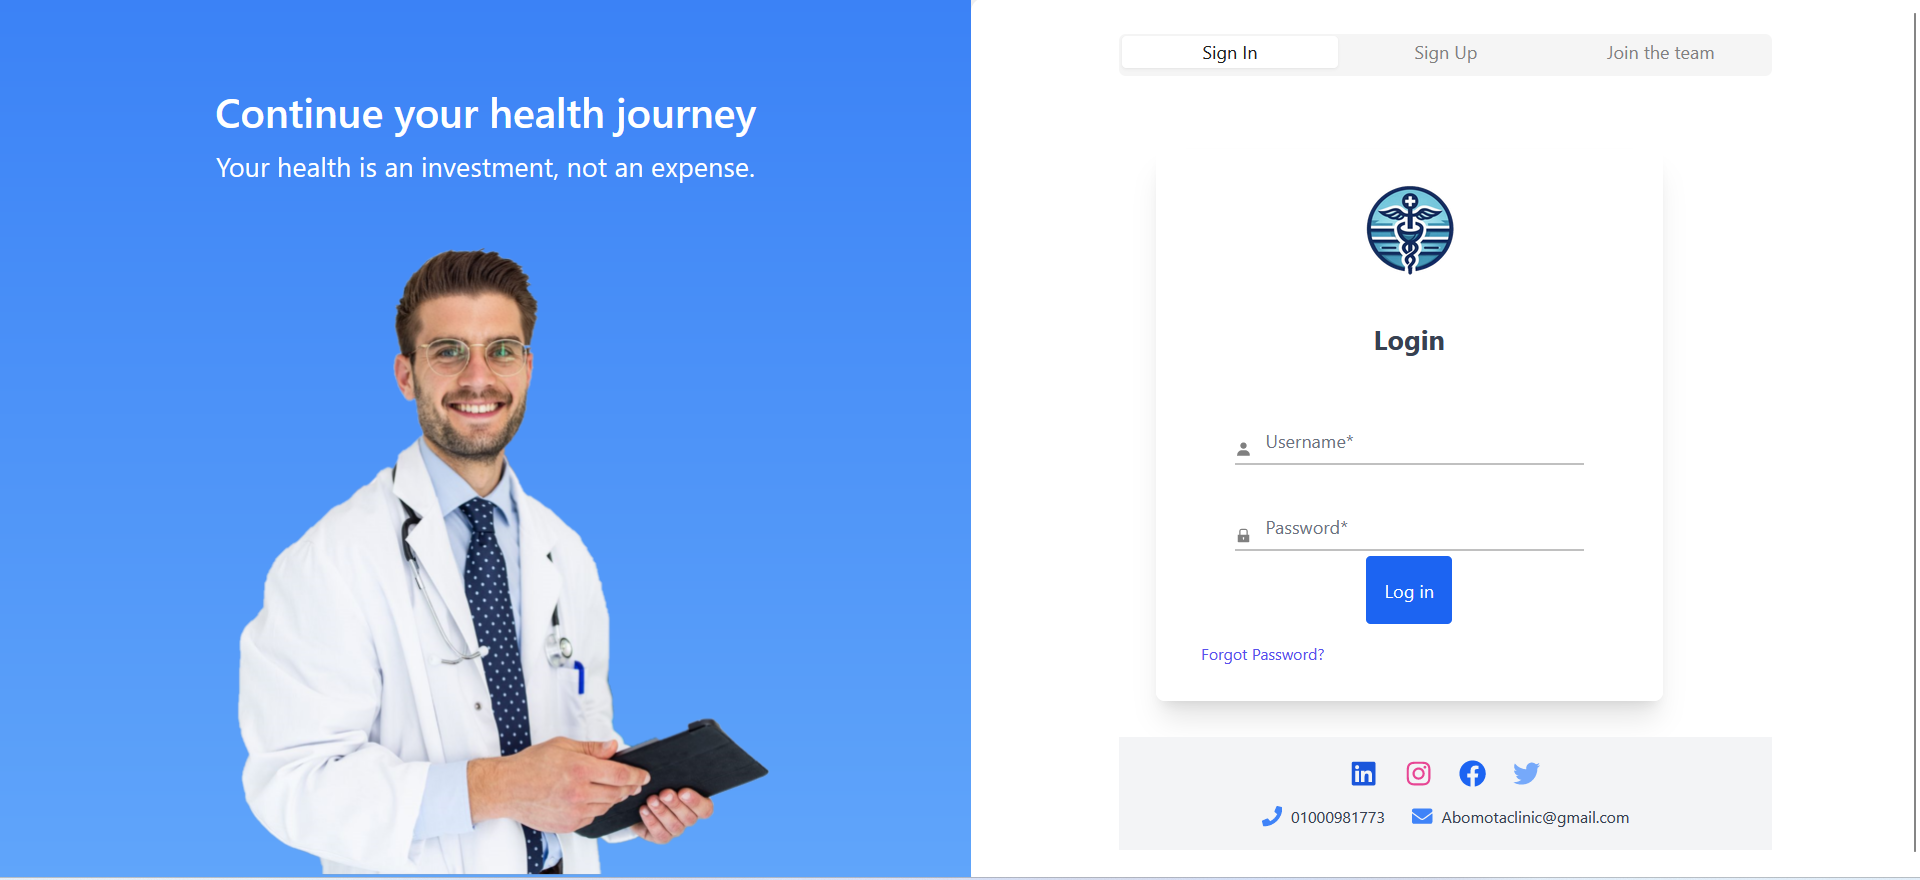 Continue your health journey
Your health is an investment, not an expense.
Sign In
Sign Up
Join the team
Login
Username*
Password*
Log in
Forgot Password?
01000981773
Abomotaclinic@gmail.com